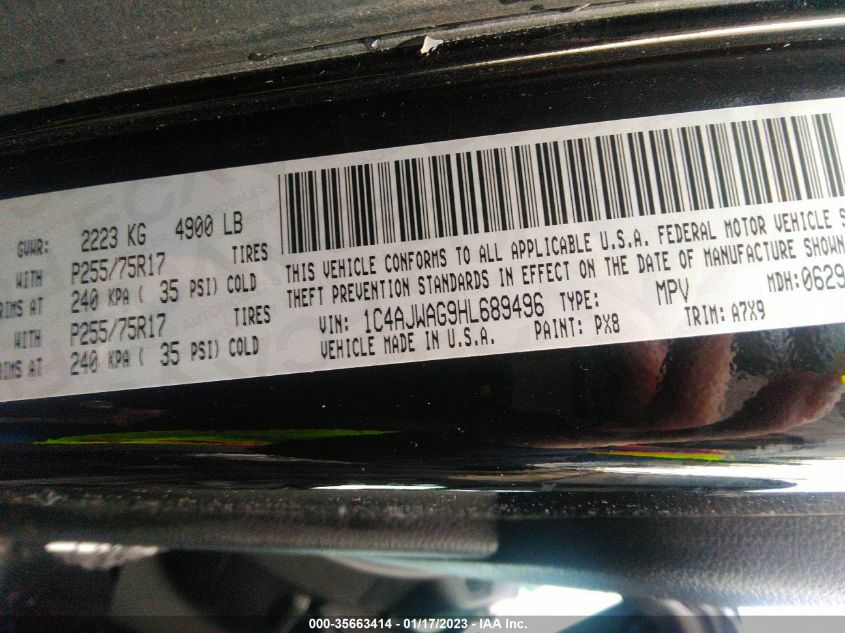 GVWR: 2223 KG 4900 LB
WITH P255/75R17 TIRES
RIMS AT 240 KPA ( 35 PSI) COLD
WITH P255/75R17 TIRES
RIMS AT 240 KPA ( 35 PSI) COLD
THIS VEHICLE CONFORMS TO ALL APPLICABLE U.S.A. FEDERAL MOTOR VEHICLE S
THEFT PREVENTION STANDARDS IN EFFECT ON THE DATE OF MANUFACTURE SHOWN
VIN: 1C4AJWAG9HL689496 TYPE: MPV MDH:0629
VEHICLE MADE IN U.S.A. PAINT: PX8 TRIM: A7X9
000-35663414 - 01/17/2023 - IAA Inc.